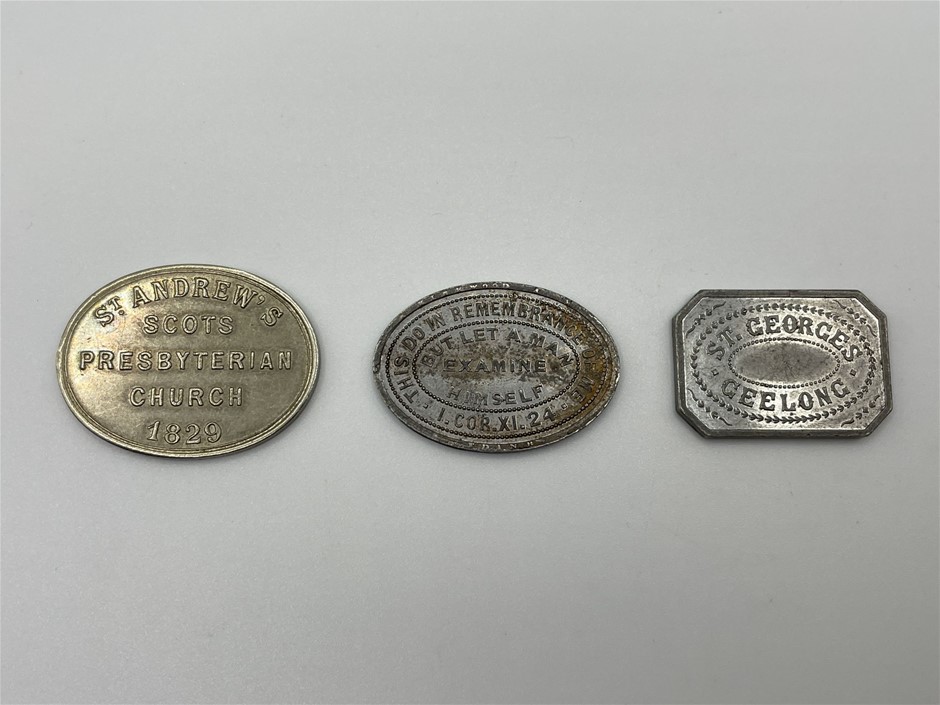 ST ANDREW'S
SCOTS
PRESBYTERIAN
CHURCH
1829
THIS DO IN REMEMBRANCE OF ME
BUT LET A MAN
EXAMINE
HIMSELF
I. COR. XI. 24
ST. GEORGES
GEELONG